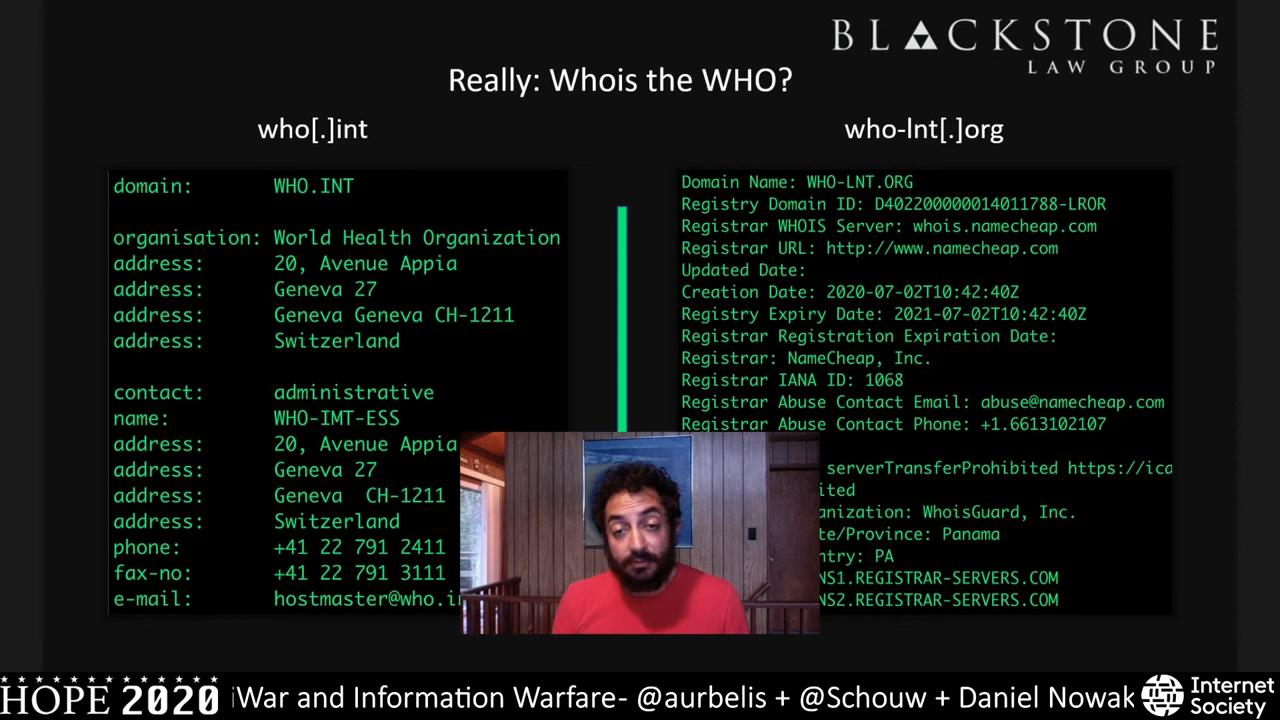 BLACKSTONE
LAW GROUP
Really: Whois the WHO?
who[.]int
domain: WHO.INT
organisation: World Health Organization
address: 20, Avenue Appia
address: Geneva 27
address: Geneva Geneva CH-1211
address: Switzerland
contact: administrative
name: WHO-IMT-ESS
address: 20, Avenue Appia
address: Geneva 27
address: Geneva CH-1211
address: Switzerland
phone: +41 22 791 2411
fax-no: +41 22 791 3111
e-mail: hostmaster@who.i
who-lnt[.]org
Domain Name: WHO-LNT.ORG
Registry Domain ID: D402200000014011788-LROR
Registrar WHOIS Server: whois.namecheap.com
Registrar URL: http://www.namecheap.com
Updated Date:
Creation Date: 2020-07-02T10:42:40Z
Registry Expiry Date: 2021-07-02T10:42:40Z
Registrar Registration Expiration Date:
Registrar: NameCheap, Inc.
Registrar IANA ID: 1068
Registrar Abuse Contact Email: abuse@namecheap.com
Registrar Abuse Contact Phone: +1.6613102107
serverTransferProhibited https://ica
ited
anization: WhoisGuard, Inc.
te/Province: Panama
ntry: PA
NS1.REGISTRAR-SERVERS.COM
NS2.REGISTRAR-SERVERS.COM
HOPE 2020 iWar and Information Warfare- @aurbelis + @Schouw + Daniel Nowak
Internet
Society